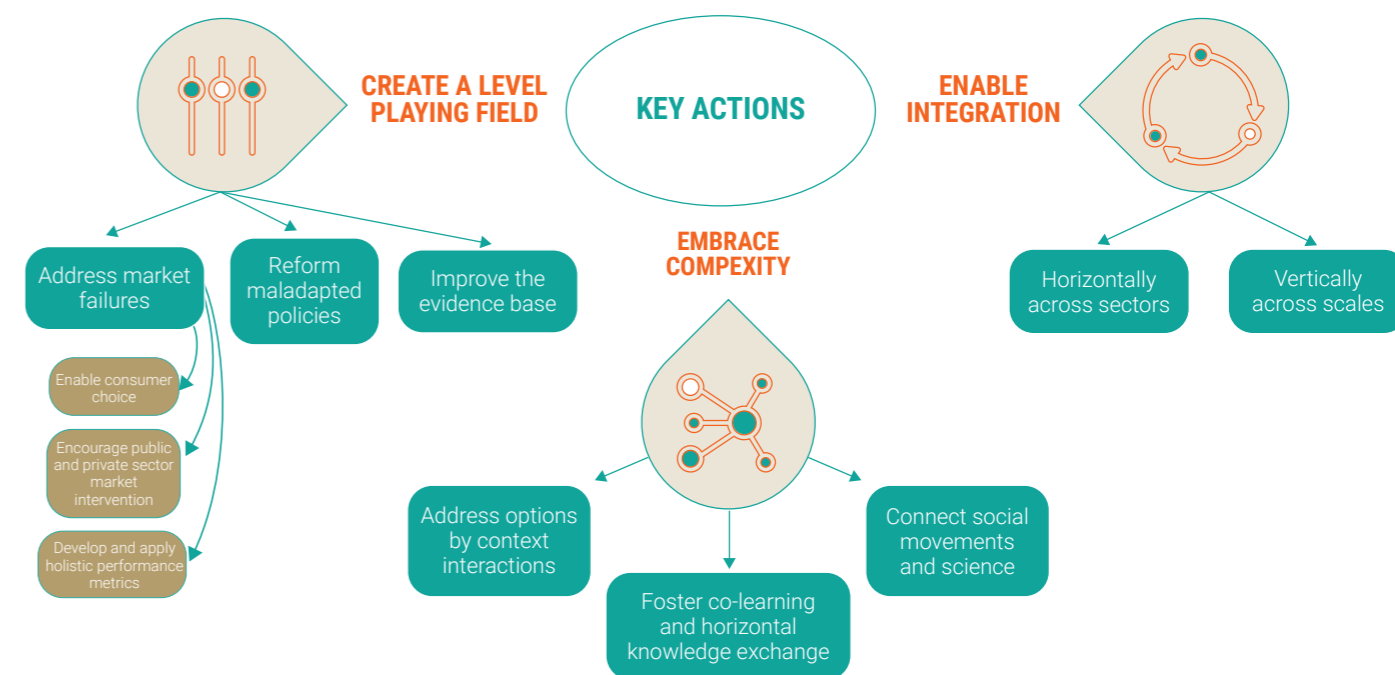 CREATE A LEVEL
PLAYING FIELD
KEY ACTIONS
ENABLE
INTEGRATION
EMBRACE
COMPEXITY
Address market
failures
Reform
maladapted
policies
Improve the
evidence base
Horizontally
across sectors
Vertically
across scales
Enable consumer
choice
Encourage public
and private sector
market
intervention
Develop and apply
holistic performance
metrics
Address options
by context
interactions
Foster co-learning
and horizontal
knowledge exchange
Connect social
movements
and science